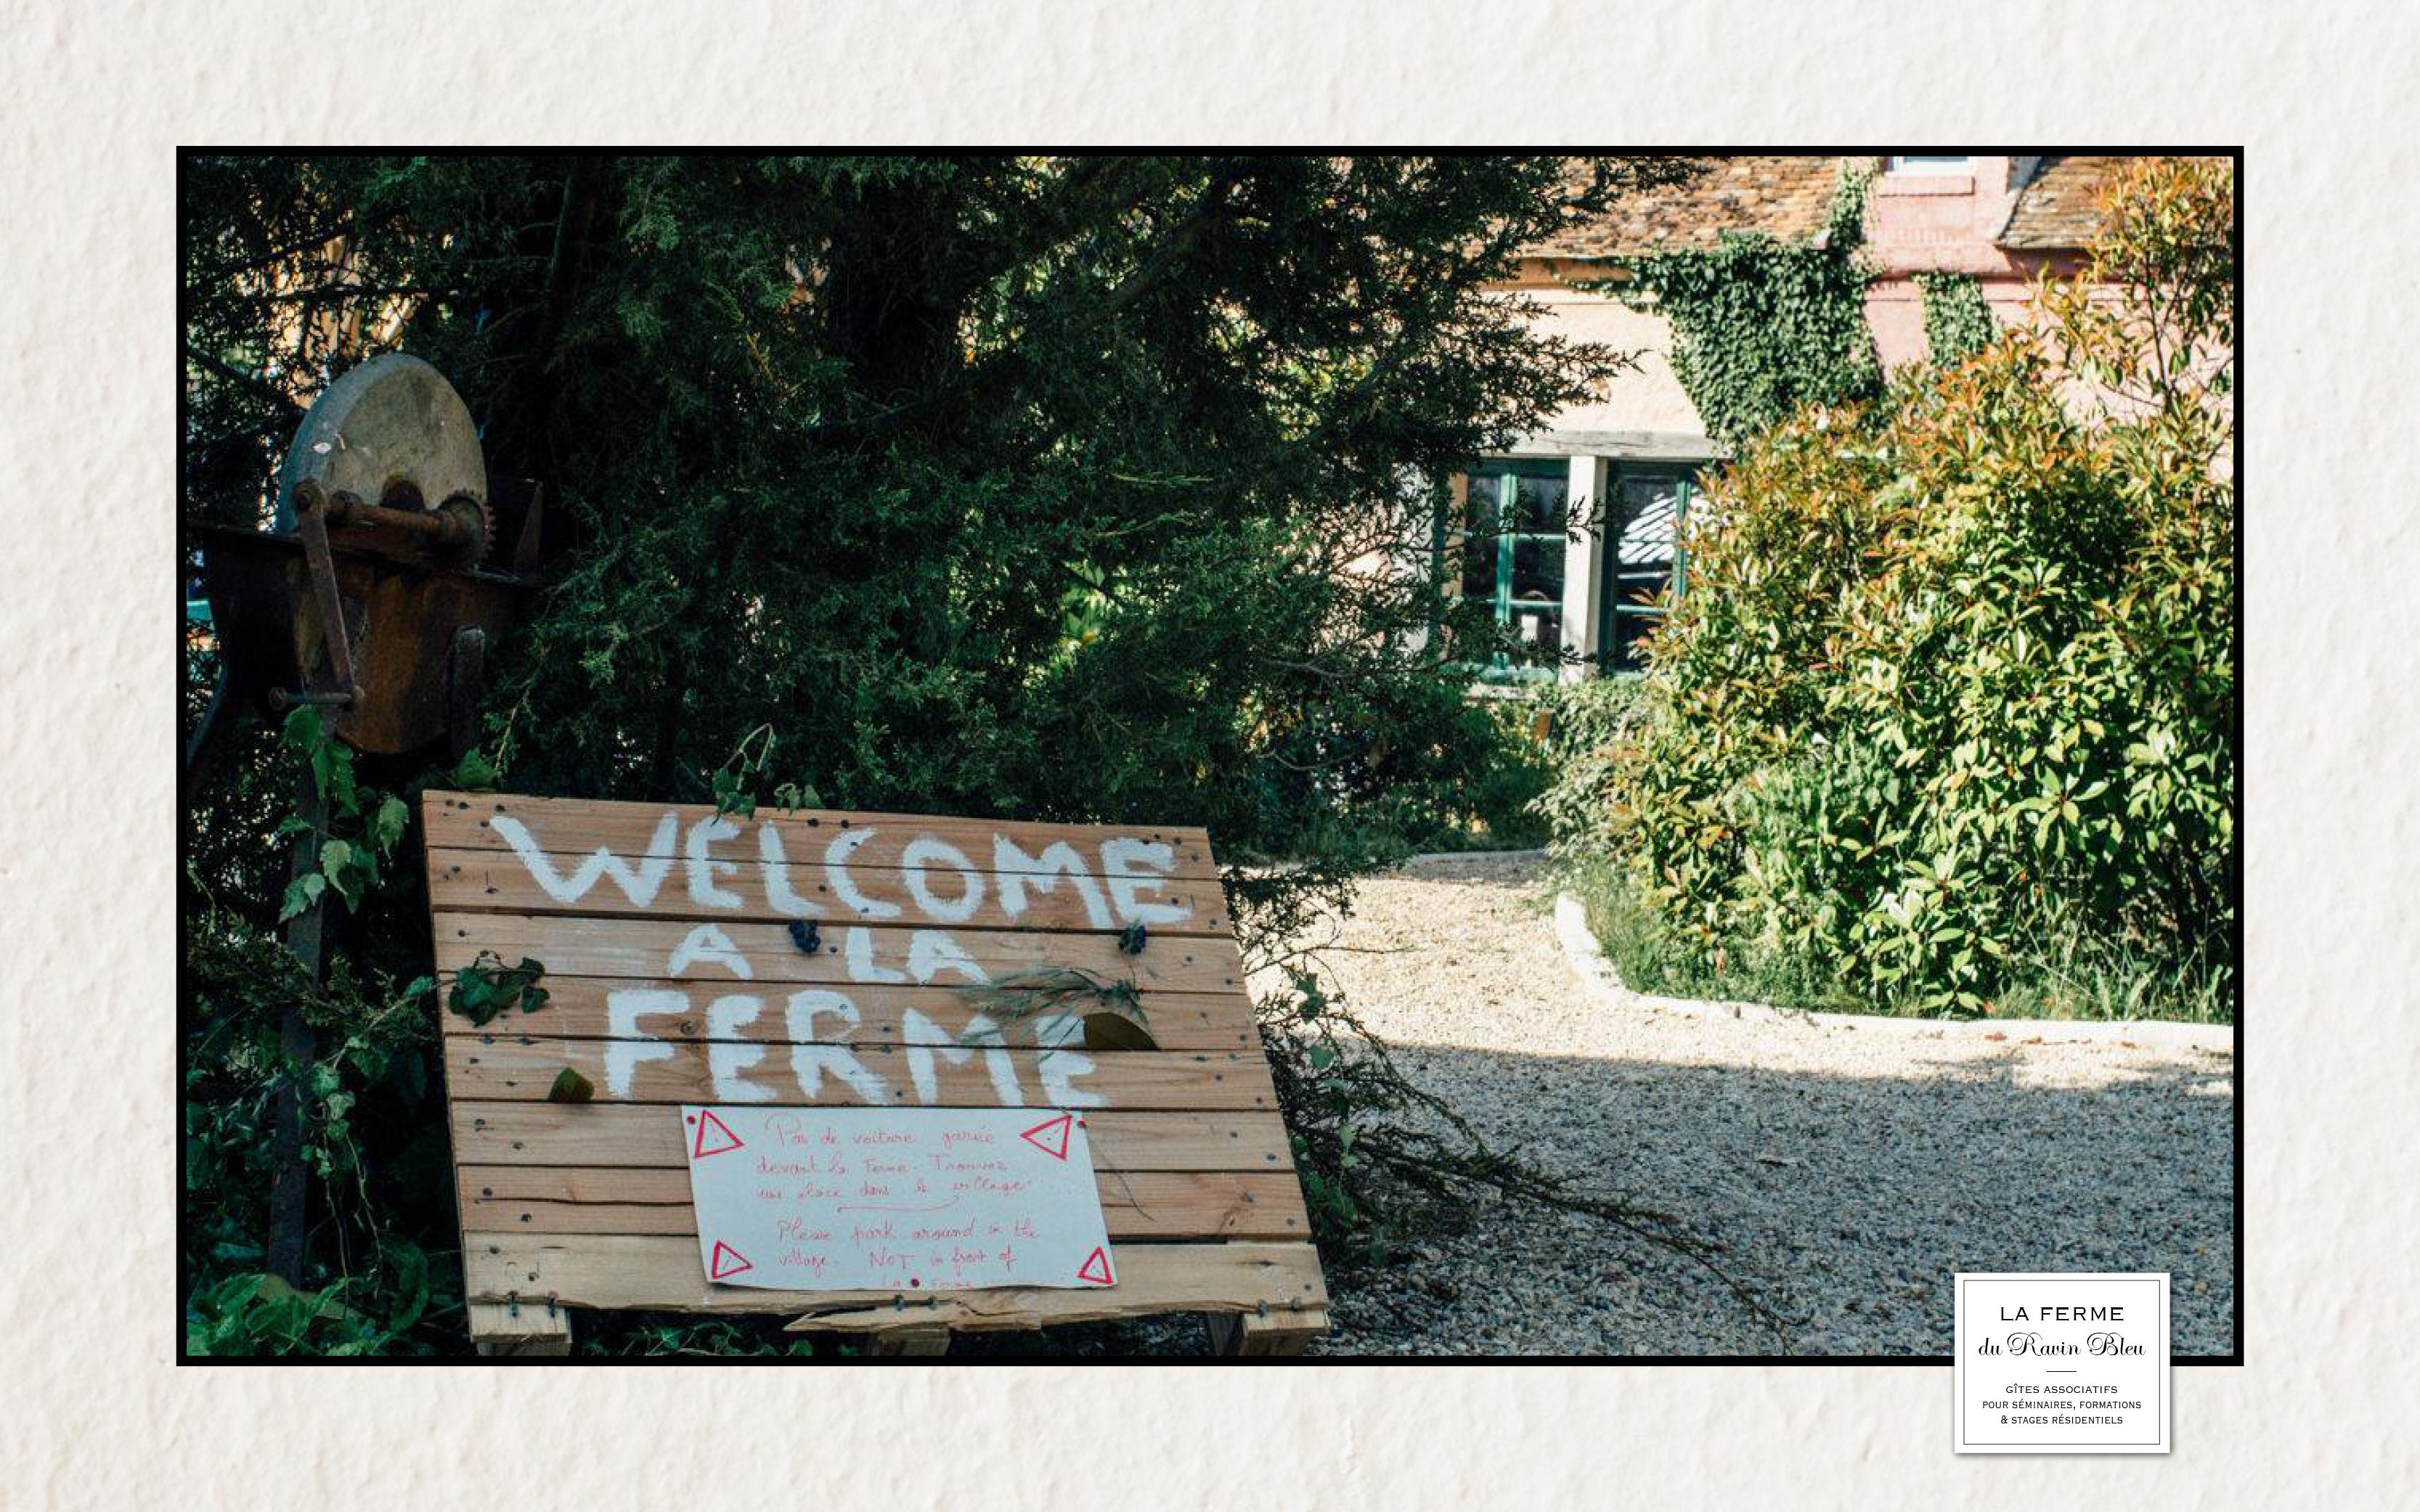 WELCOME
A LA
FERME
Pas de voiture garée
devant la Ferme. Trouvez
une place dans le village
Please park around in the
village. NOT in front of
La Ferme
LA FERME
du Ravin Bleu
GÎTES ASSOCIATIFS
POUR SÉMINAIRES, FORMATIONS
& STAGES RÉSIDENTIELS